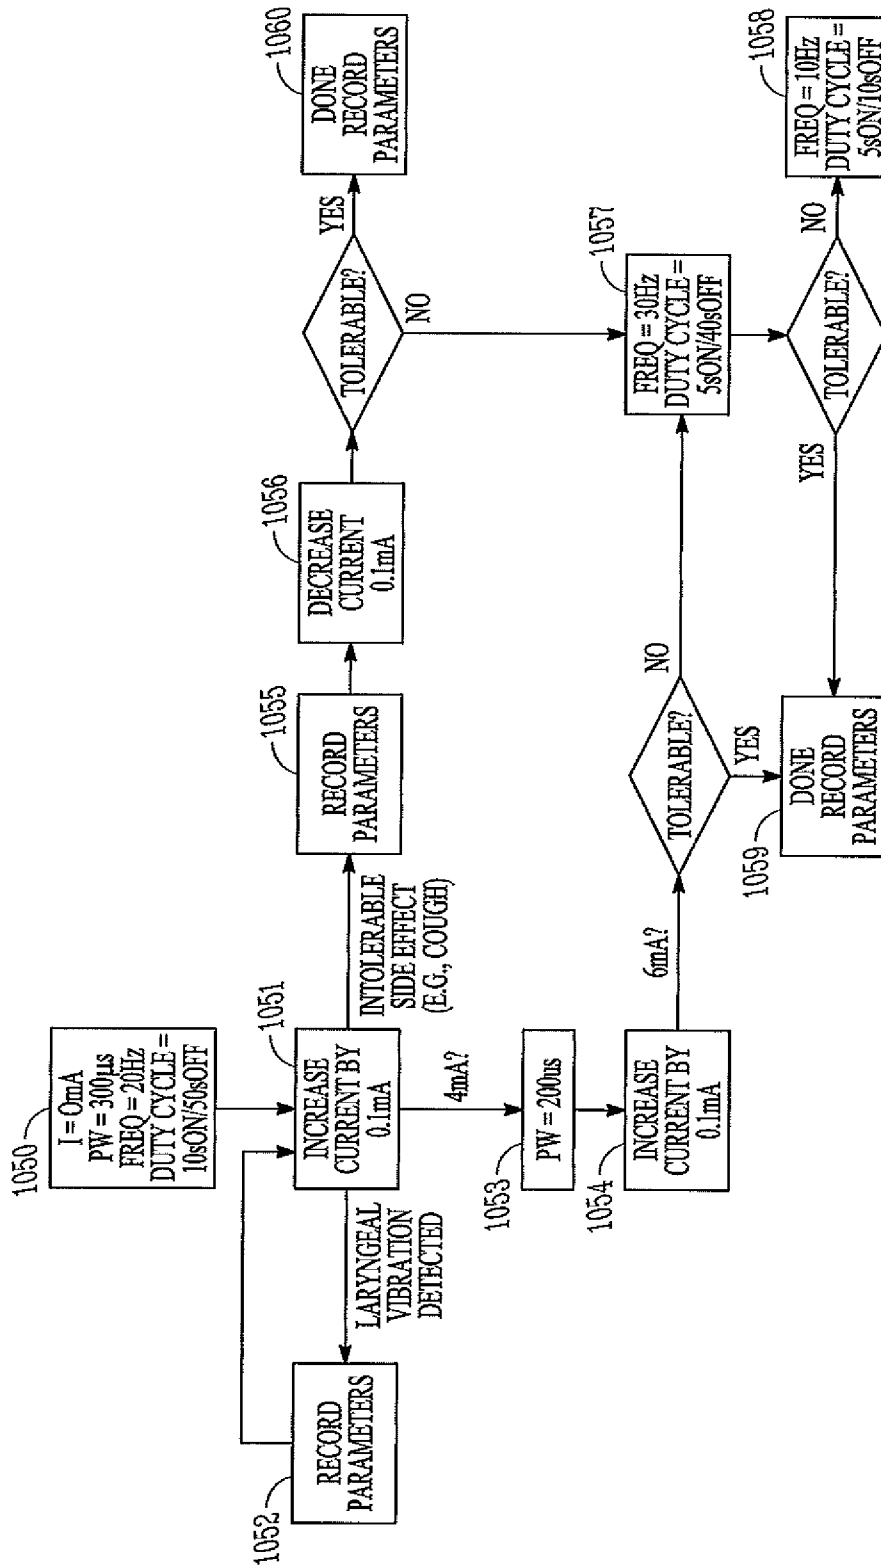 1050
I = 0mA
PW = 300µs
FREQ = 20Hz
DUTY CYCLE =
10sON/50sOFF
1051
INCREASE
CURRENT BY
0.1mA
LARYNGEAL
VIBRATION
DETECTED
1052
RECORD
PARAMETERS
INTOLERABLE
SIDE EFFECT
(E.G., COUGH)
1055
RECORD
PARAMETERS
1056
DECREASE
CURRENT
0.1mA
TOLERABLE?
YES
1060
DONE
RECORD
PARAMETERS
NO
4mA?
1053
PW = 200us
1054
INCREASE
CURRENT BY
0.1mA
6mA?
TOLERABLE?
NO
YES
1057
FREQ = 30Hz
DUTY CYCLE =
5sON/40sOFF
1059
DONE
RECORD
PARAMETERS
YES
TOLERABLE?
NO
1058
FREQ = 10Hz
DUTY CYCLE =
5sON/10sOFF